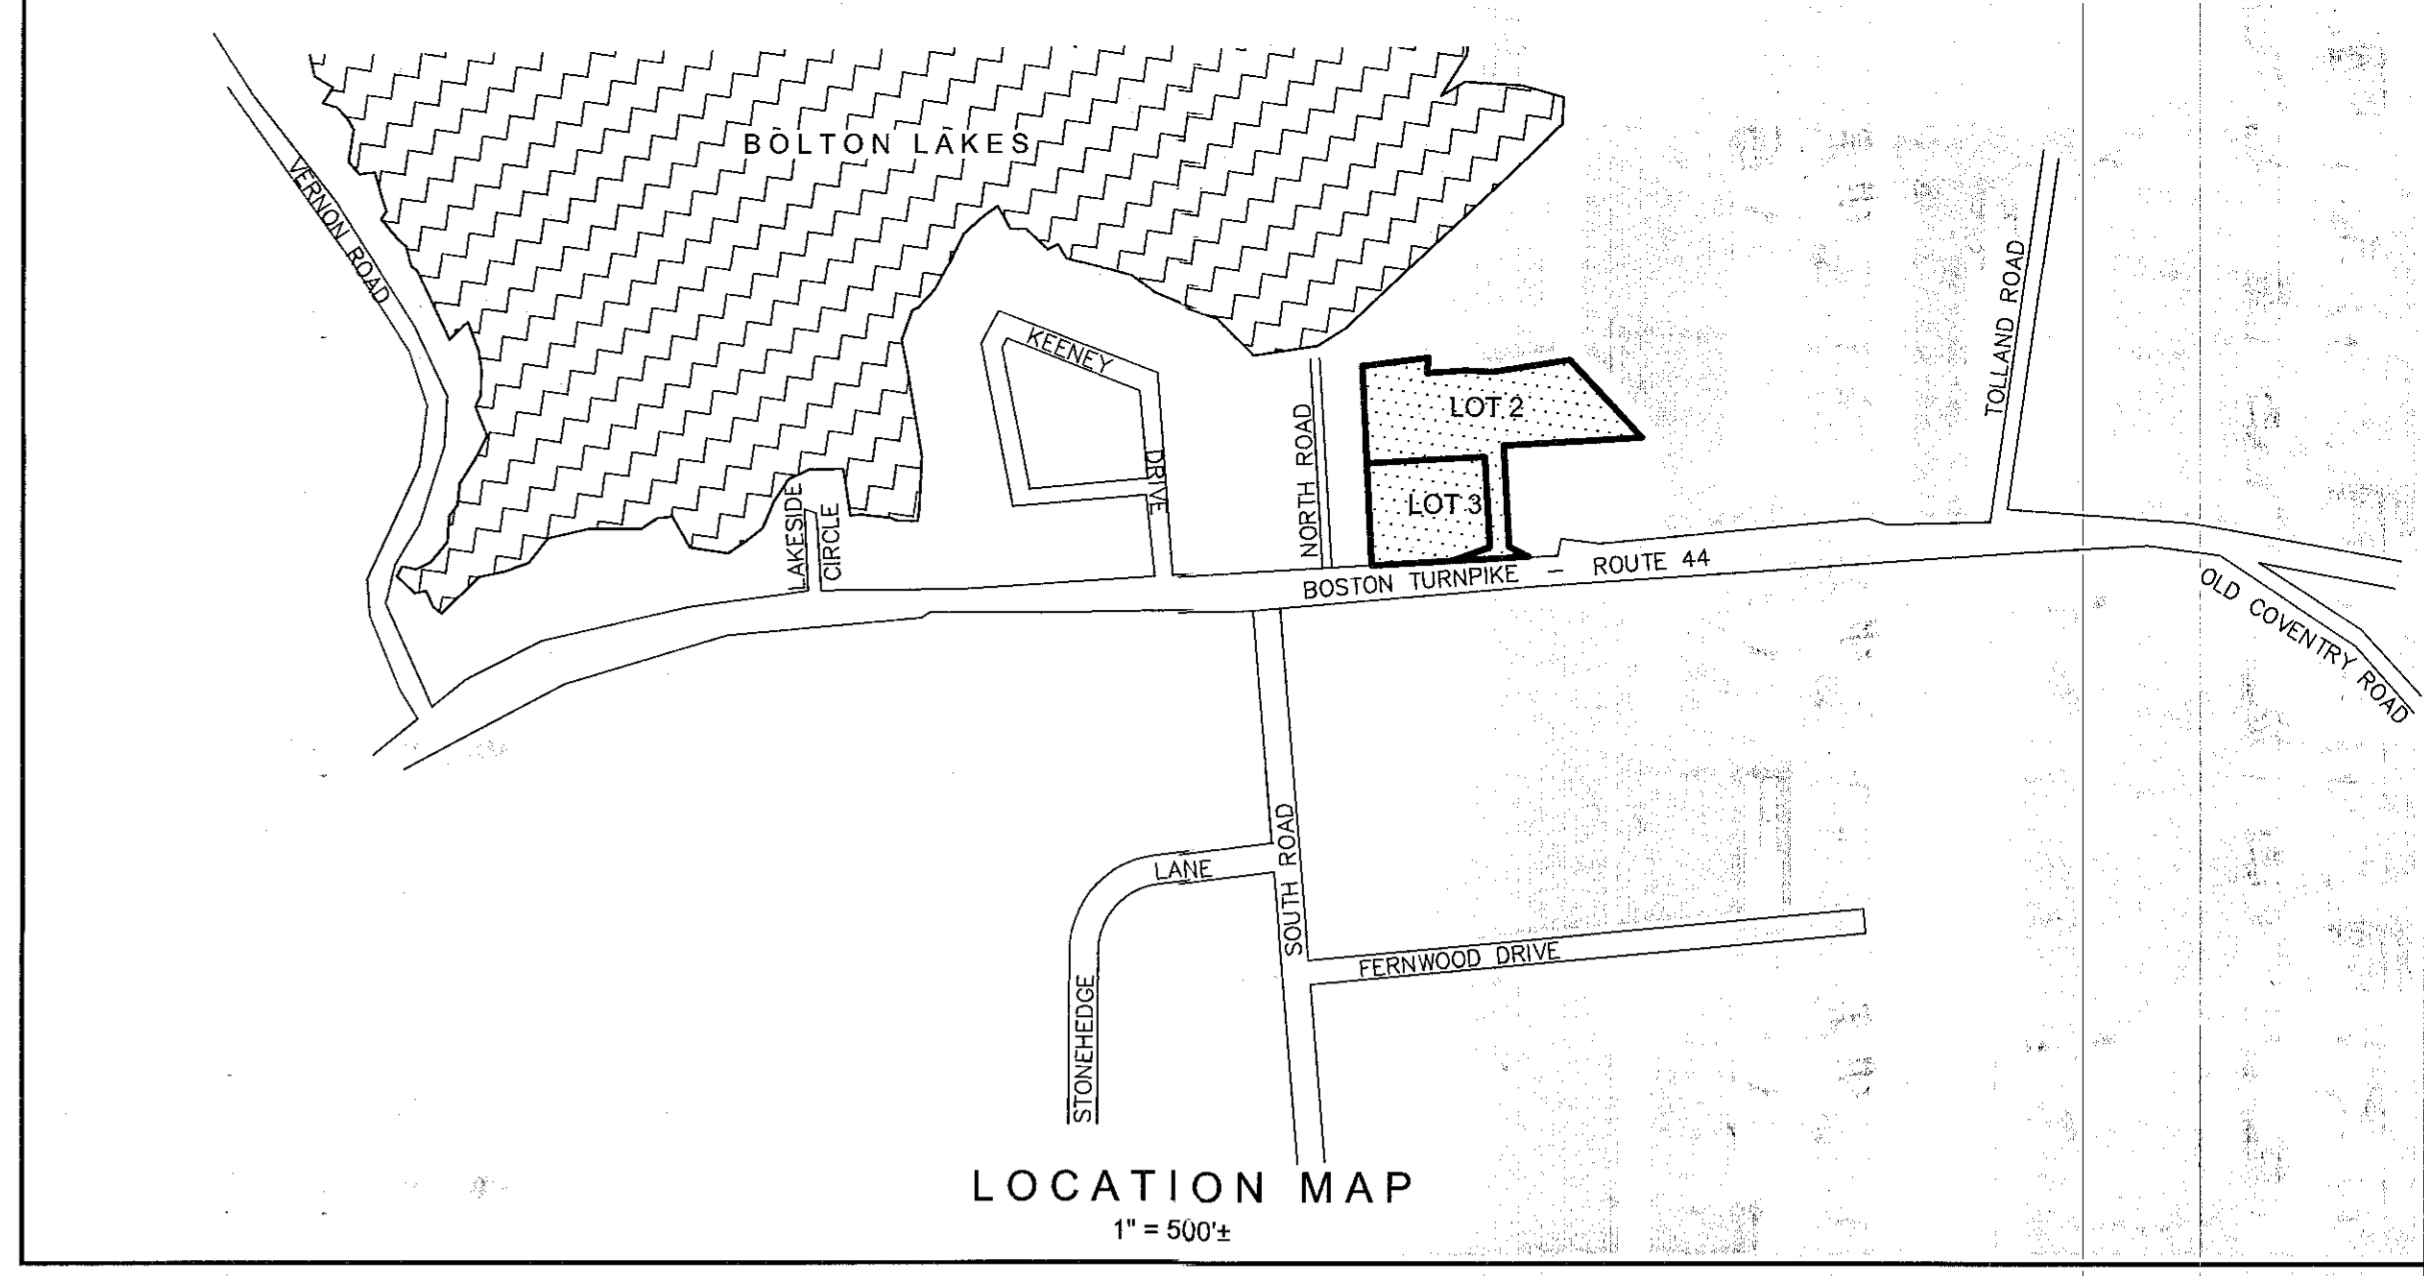 BOLTON LAKES
VERNON ROAD
KEENEY
DRIVE
LAKESIDE
CIRCLE
NORTH ROAD
LOT 2
LOT 3
TOLLAND ROAD
BOSTON TURNPIKE – ROUTE 44
OLD COVENTRY ROAD
LANE
STONEHEDGE
SOUTH ROAD
FERNWOOD DRIVE
LOCATION MAP
1" = 500'±